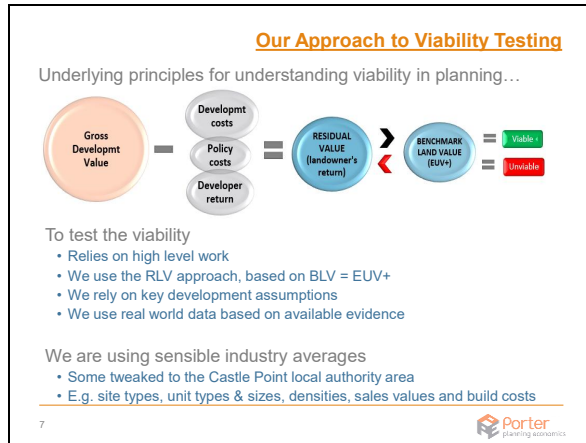 Our Approach to Viability Testing
Underlying principles for understanding viability in planning…
Gross
Developmt
Value
Developmt
costs
Policy
costs
Developer
return
RESIDUAL
VALUE
(landowner's
return)
BENCHMARK
LAND VALUE
(EUV+)
Viable
Unviable
To test the viability
• Relies on high level work
• We use the RLV approach, based on BLV = EUV+
• We rely on key development assumptions
• We use real world data based on available evidence
We are using sensible industry averages
• Some tweaked to the Castle Point local authority area
• E.g. site types, unit types & sizes, densities, sales values and build costs
7
Porter
planning economics